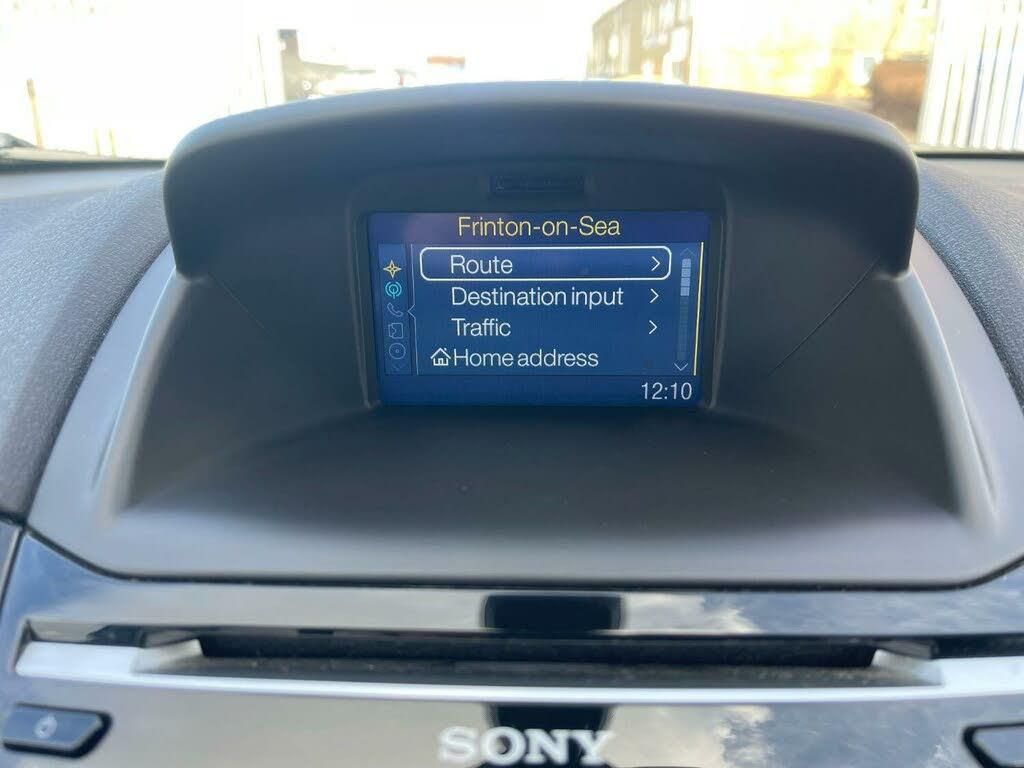 Frinton-on-Sea
Route
Destination input
Traffic
Home address
12:10
SONY